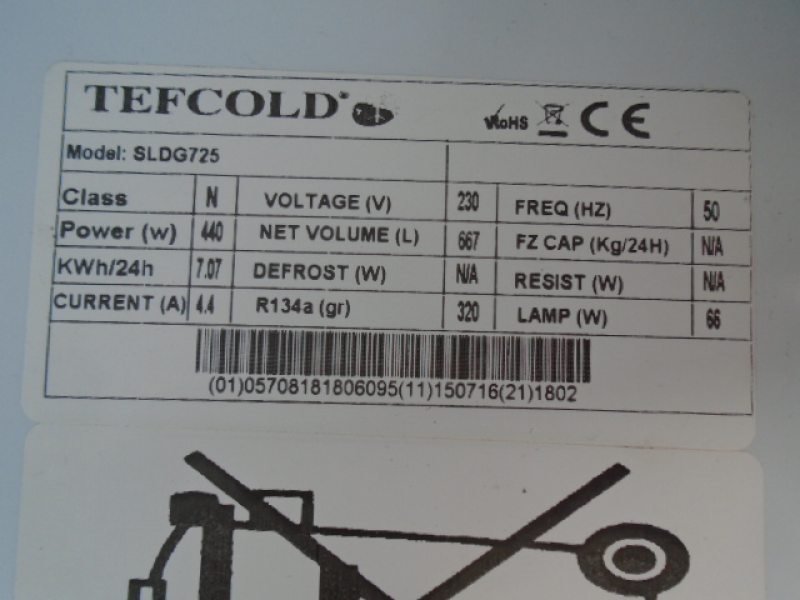 TEFCOLD
RoHS CE
Model: SLDG725
Class N VOLTAGE (V) 230 FREQ (HZ) 50
Power (w) 440 NET VOLUME (L) 667 FZ CAP (Kg/24H) N/A
KWh/24h 7.07 DEFROST (W) N/A RESIST (W) N/A
CURRENT (A) 4.4 R134a (gr) 320 LAMP (W) 66
(01)05708181806095(11)150716(21)1802